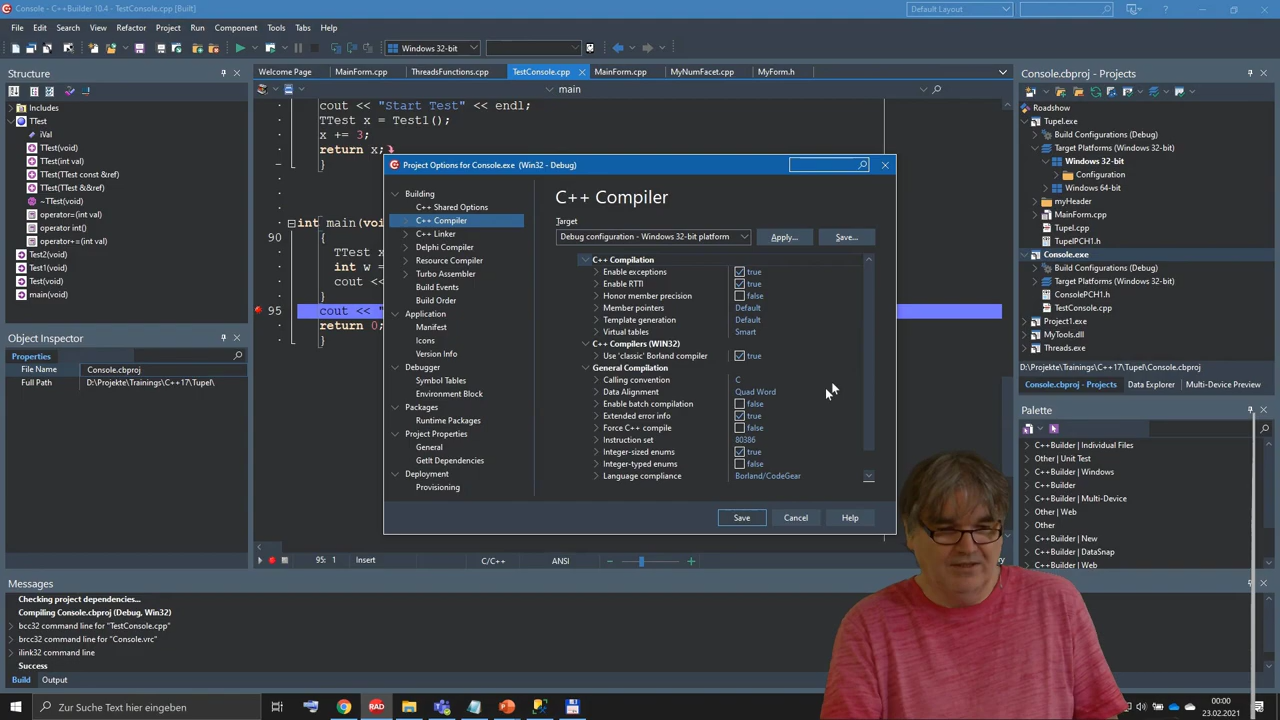 Console - C++Builder 10.4 - TestConsole.cpp [Built]
Default Layout
File Edit Search View Refactor Project Run Component Tools Tabs Help
Windows 32-bit
Structure
Includes
TTest
iVal
TTest(void)
TTest(int val)
TTest(TTest const &ref)
TTest(TTest &&ref)
~TTest(void)
operator=(int val)
operator int()
operator+=(int val)
Test2(void)
Test1(void)
Test(void)
main(void)
Object Inspector
Properties
File Name Console.cbproj
Full Path D:\Projekte\Trainings\C++17\Tupel\
Welcome Page MainForm.cpp ThreadsFunctions.cpp TestConsole.cpp MainForm.cpp MyNumFacet.cpp MyForm.h
main
cout << "Start Test" << endl;
TTest x = Test1();
x += 3;
return x;
}
int main(voi
90 {
TTest x
int w =
cout <<
}
95 cout << "
return 0;
}
95: 1 Insert C/C++ ANSI
Project Options for Console.exe (Win32 - Debug)
Building
C++ Shared Options
C++ Compiler
C++ Linker
Delphi Compiler
Resource Compiler
Turbo Assembler
Build Events
Build Order
Application
Manifest
Icons
Version Info
Debugger
Symbol Tables
Environment Block
Packages
Runtime Packages
Project Properties
General
GetIt Dependencies
Deployment
Provisioning
C++ Compiler
Target
Debug configuration - Windows 32-bit platform Apply... Save...
C++ Compilation
Enable exceptions true
Enable RTTI true
Honor member precision false
Member pointers Default
Template generation Default
Virtual tables Smart
C++ Compilers (WIN32)
Use 'classic' Borland compiler true
General Compilation
Calling convention C
Data Alignment Quad Word
Enable batch compilation false
Extended error info true
Force C++ compile false
Instruction set 80386
Integer-sized enums true
Integer-typed enums false
Language compliance Borland/CodeGear
Save Cancel Help
Console.cbproj - Projects
Roadshow
Tupel.exe
Build Configurations (Debug)
Target Platforms (Windows 32-bit)
Windows 32-bit
Configuration
Windows 64-bit
myHeader
MainForm.cpp
Tupel.cpp
TupelPCH1.h
Console.exe
Build Configurations (Debug)
Target Platforms (Windows 32-bit)
ConsolePCH1.h
TestConsole.cpp
Project1.exe
MyTools.dll
Threads.exe
D:\Projekte\Trainings\C++17\Tupel\Console.cbproj
Console.cbproj - Projects Data Explorer Multi-Device Preview
Palette
C++Builder | Individual Files
Other | Unit Test
C++Builder | Windows
C++Builder | Multi-Device
Other | Web
Other
C++Builder | New
C++Builder | DataSnap
C++Builder | Web
Messages
Checking project dependencies...
Compiling Console.cbproj (Debug, Win32)
bcc32 command line for "TestConsole.cpp"
brcc32 command line for "Console.vrc"
ilink32 command line
Success
Build Output
Zur Suche Text hier eingeben
RAD
00:00
23.02.2021